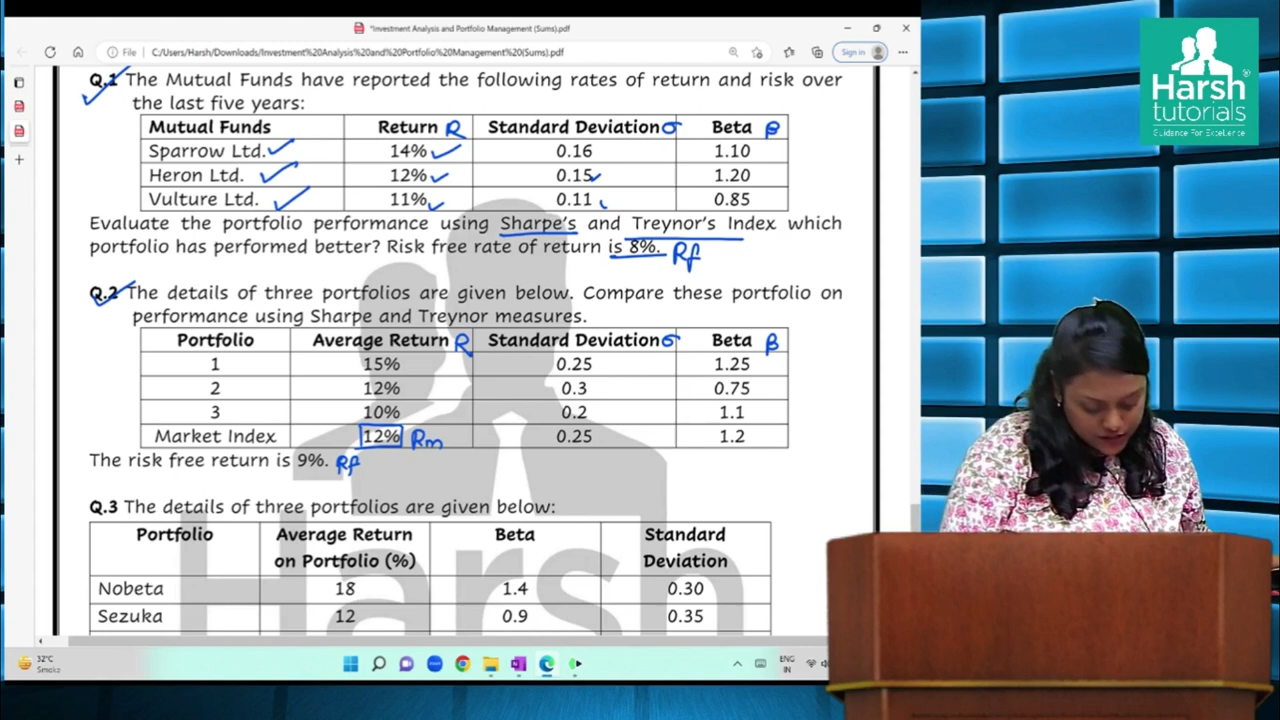 *Investment Analysis and Portfolio Management (Sums).pdf
File | C:/Users/Harsh/Downloads/Investment%20Analysis%20and%20Portfolio%20Management%20(Sums).pdf
Sign in
Q.1 The Mutual Funds have reported the following rates of return and risk over
the last five years:
Mutual Funds Return R Standard Deviation σ Beta β
Sparrow Ltd. 14% 0.16 1.10
Heron Ltd. 12% 0.15 1.20
Vulture Ltd. 11% 0.11 0.85
Evaluate the portfolio performance using Sharpe's and Treynor's Index which
portfolio has performed better? Risk free rate of return is 8%. Rf
Q.2 The details of three portfolios are given below. Compare these portfolio on
performance using Sharpe and Treynor measures.
Portfolio Average Return R Standard Deviation σ Beta β
1 15% 0.25 1.25
2 12% 0.3 0.75
3 10% 0.2 1.1
Market Index 12% Rm 0.25 1.2
The risk free return is 9%. Rf
Q.3 The details of three portfolios are given below:
Portfolio Average Return Beta Standard
on Portfolio (%) Deviation
Nobeta 18 1.4 0.30
Sezuka 12 0.9 0.35
Harsh
32°C
Smoke
ENG
IN
Harsh
tutorials
Guidance For Excellence